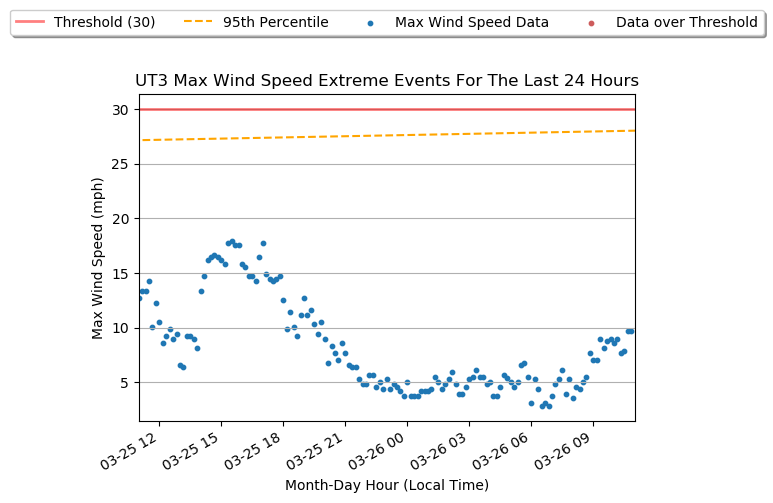 Threshold (30) 95th Percentile Max Wind Speed Data Data over Threshold
UT3 Max Wind Speed Extreme Events For The Last 24 Hours
30
25
20
15
10
5
Max Wind Speed (mph)
03-25 12 03-25 15 03-25 18 03-25 21 03-26 00 03-26 03 03-26 06 03-26 09
Month-Day Hour (Local Time)